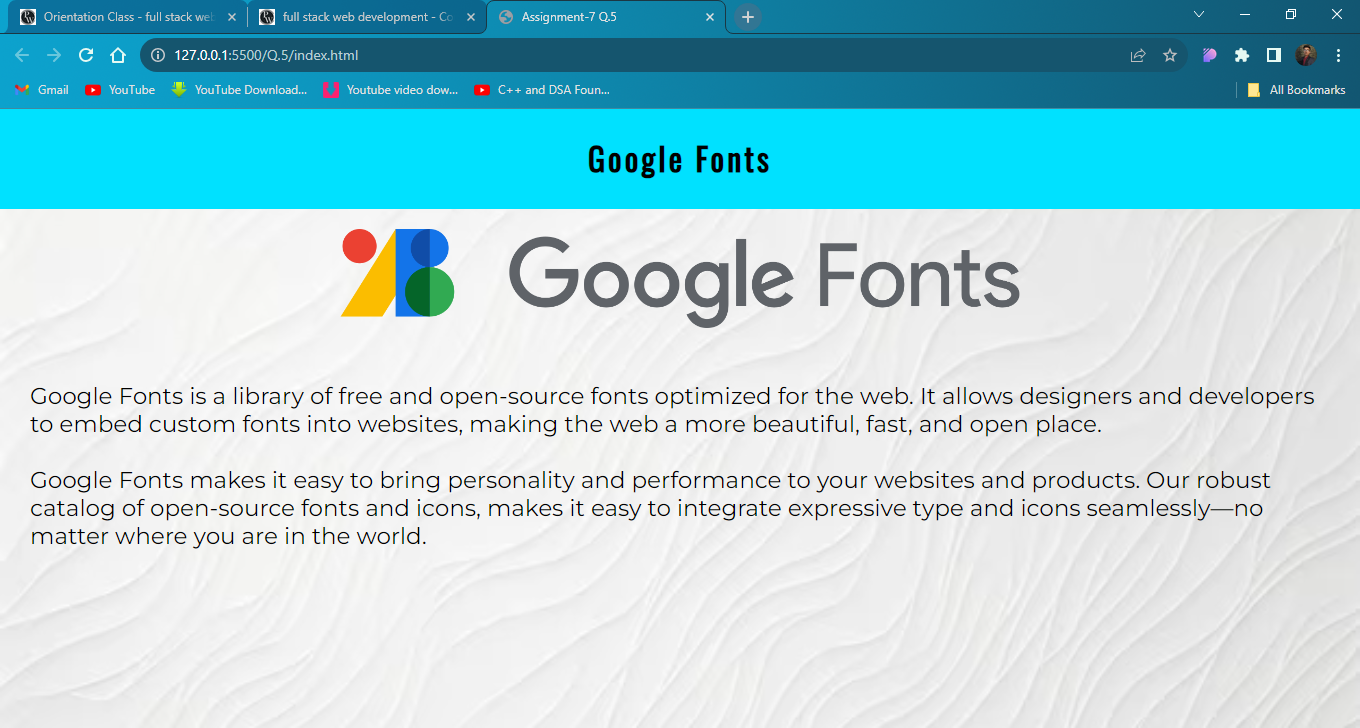 Orientation Class - full stack web
full stack web development - Co
Assignment-7 Q.5
127.0.0.1:5500/Q.5/index.html
Gmail
YouTube
YouTube Download...
Youtube video dow...
C++ and DSA Foun...
All Bookmarks
Google Fonts
Google Fonts
Google Fonts is a library of free and open-source fonts optimized for the web. It allows designers and developers
to embed custom fonts into websites, making the web a more beautiful, fast, and open place.
Google Fonts makes it easy to bring personality and performance to your websites and products. Our robust
catalog of open-source fonts and icons, makes it easy to integrate expressive type and icons seamlessly—no
matter where you are in the world.